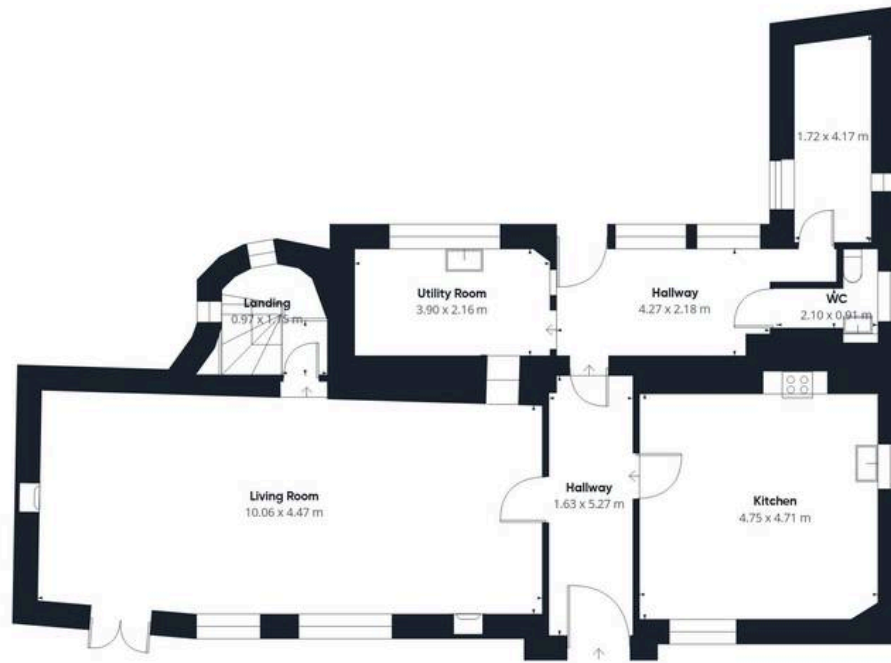 1.72 x 4.17 m
Utility Room
3.90 x 2.16 m
Hallway
4.27 x 2.18 m
WC
2.10 x 0.91 m
Landing
0.97 x 1.15 m
Living Room
10.06 x 4.47 m
Hallway
1.63 x 5.27 m
Kitchen
4.75 x 4.71 m